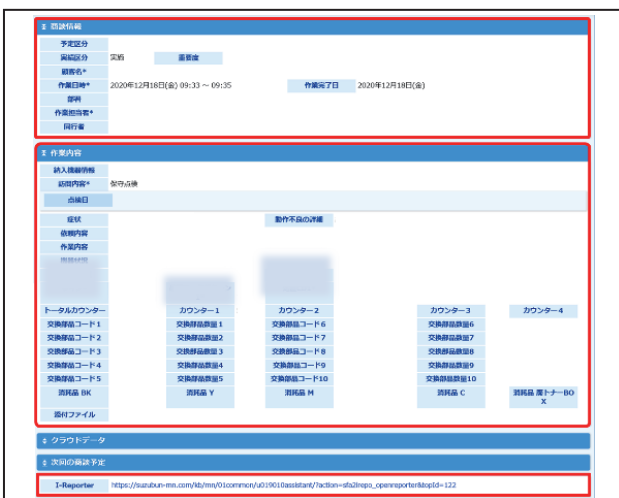 商談情報
予定区分
実績区分 実施 重要度
顧客名*
作業日時* 2020年12月18日(金) 09:33 ～ 09:35 作業完了日 2020年12月18日(金)
部署
作業担当者*
同行者
作業内容
納入機器情報
訪問内容* 保守点検
点検日
症状 動作不良の詳細
依頼内容
作業内容
トータルカウンター カウンター1 カウンター2 カウンター3 カウンター4
交換部品コード1 交換部品数量1 交換部品コード6 交換部品数量6
交換部品コード2 交換部品数量2 交換部品コード7 交換部品数量7
交換部品コード3 交換部品数量3 交換部品コード8 交換部品数量8
交換部品コード4 交換部品数量4 交換部品コード9 交換部品数量9
交換部品コード5 交換部品数量5 交換部品コード10 交換部品数量10
消耗品 BK 消耗品 Y 消耗品 M 消耗品 C 消耗品 廃トナーBO
X
添付ファイル
クラウドデータ
次回の商談予定
I-Reporter https://suzubun-mn.com/kb/mn/01common/u019010assistant/?action=sfa2irepo_openreporter&topId=122